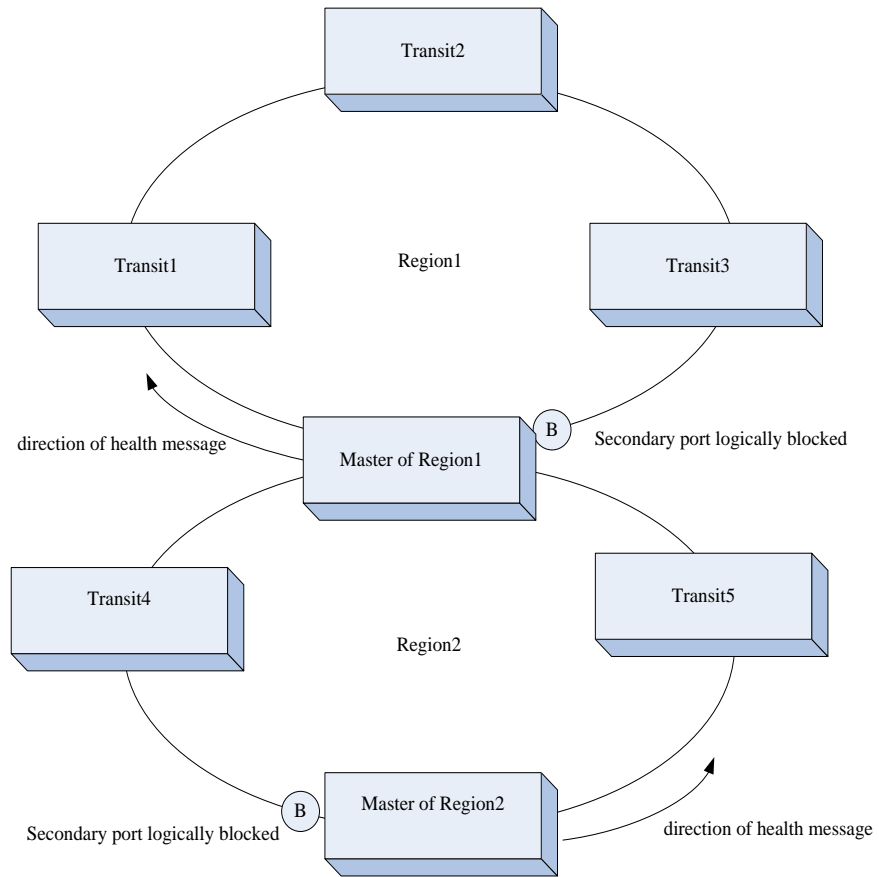 Transit2
Transit1
Region1
Transit3
B
direction of health message
Secondary port logically blocked
Master of Region1
Transit4
Transit5
Region2
Master of Region2
B
Secondary port logically blocked
direction of health message